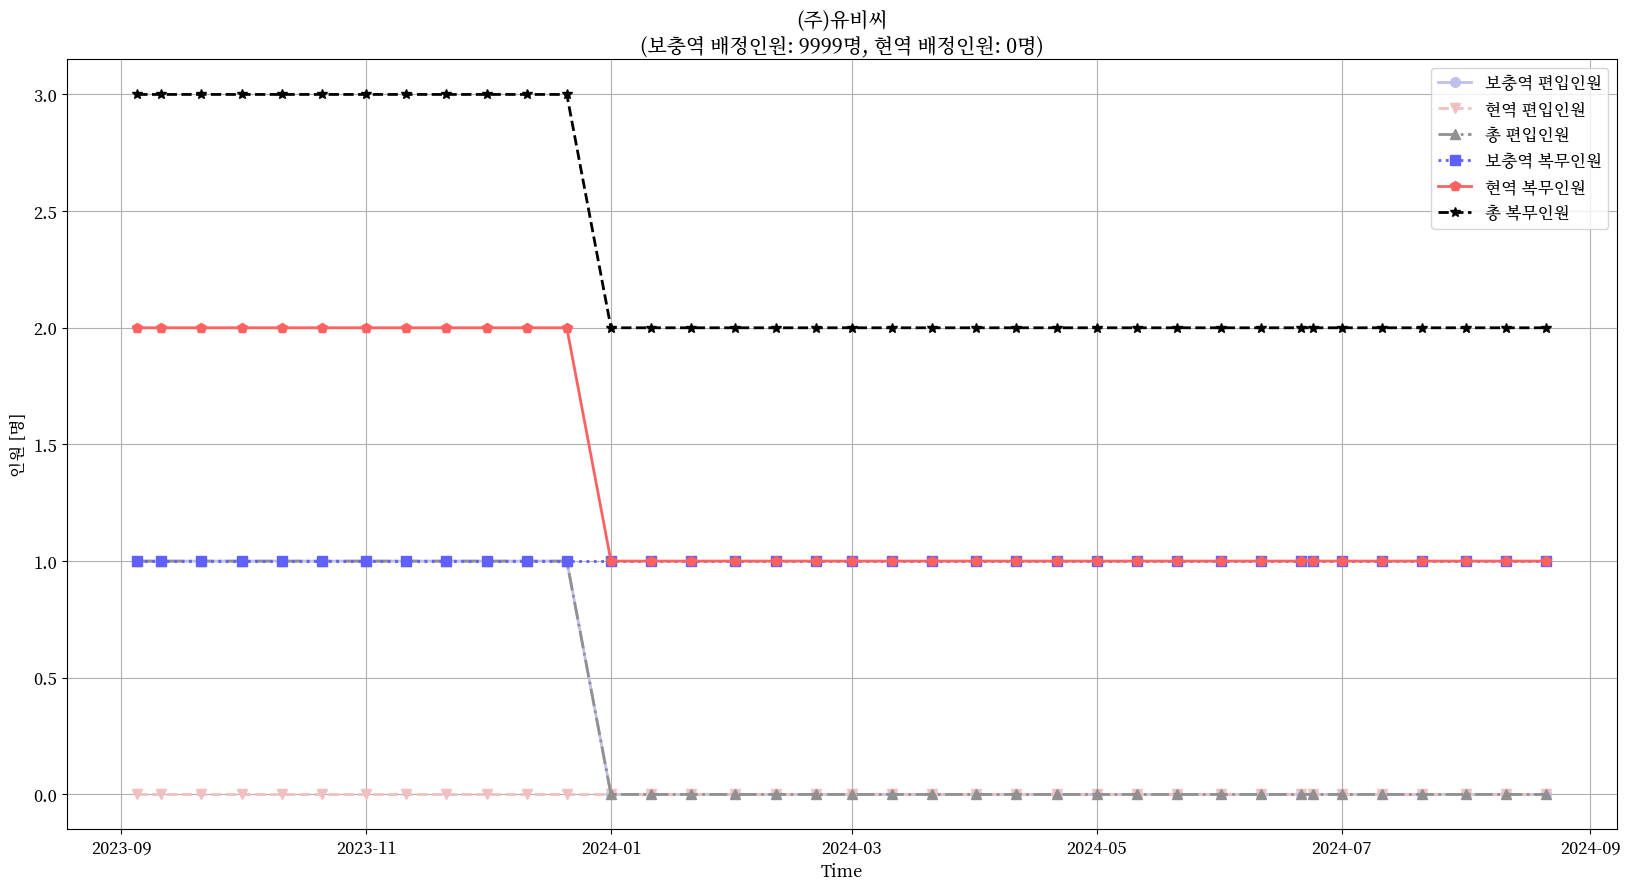 (주)유비씨
(보충역 배정인원: 9999명, 현역 배정인원: 0명)
보충역 편입인원
현역 편입인원
총 편입인원
보충역 복무인원
현역 복무인원
총 복무인원
인원 [명]
3.0
2.5
2.0
1.5
1.0
0.5
0.0
2023-09
2023-11
2024-01
2024-03
2024-05
2024-07
2024-09
Time